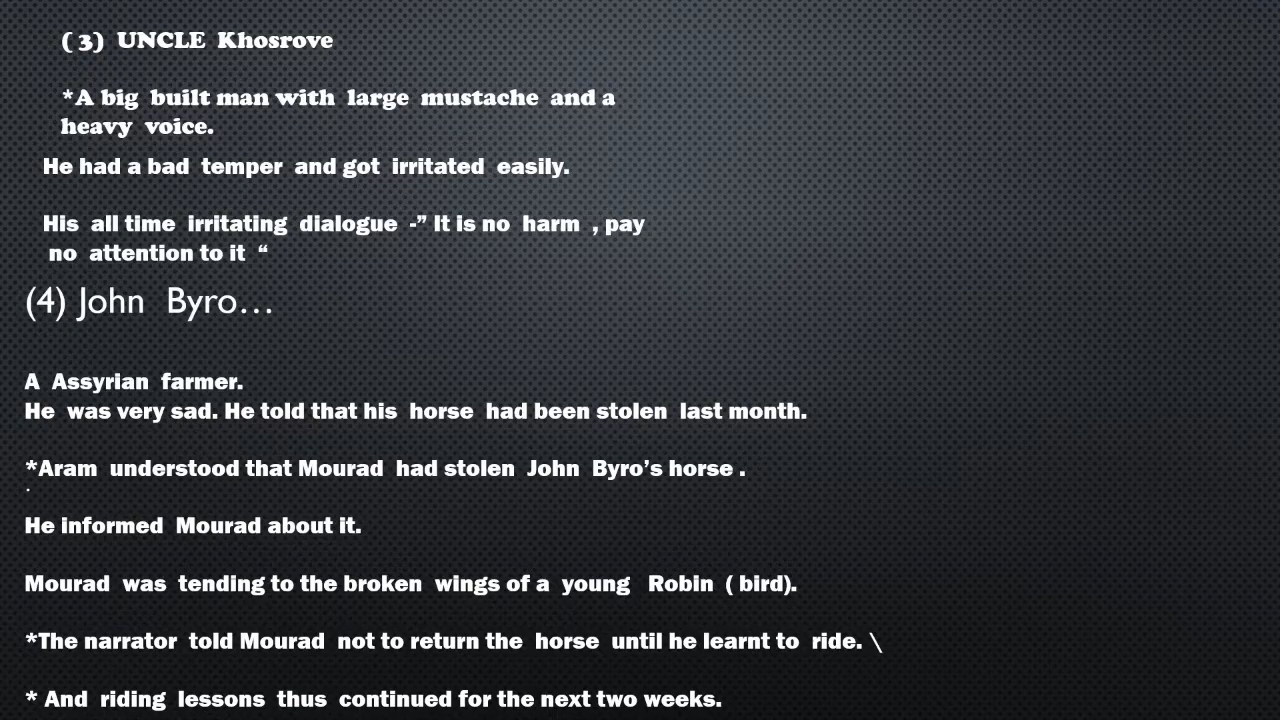 ( 3) UNCLE Khosrove
*A big built man with large mustache and a
heavy voice.
He had a bad temper and got irritated easily.
His all time irritating dialogue -” It is no harm , pay
no attention to it “
(4) John Byro…
A Assyrian farmer.
He was very sad. He told that his horse had been stolen last month.
*Aram understood that Mourad had stolen John Byro’s horse .
.
He informed Mourad about it.
Mourad was tending to the broken wings of a young Robin ( bird).
*The narrator told Mourad not to return the horse until he learnt to ride. \
* And riding lessons thus continued for the next two weeks.